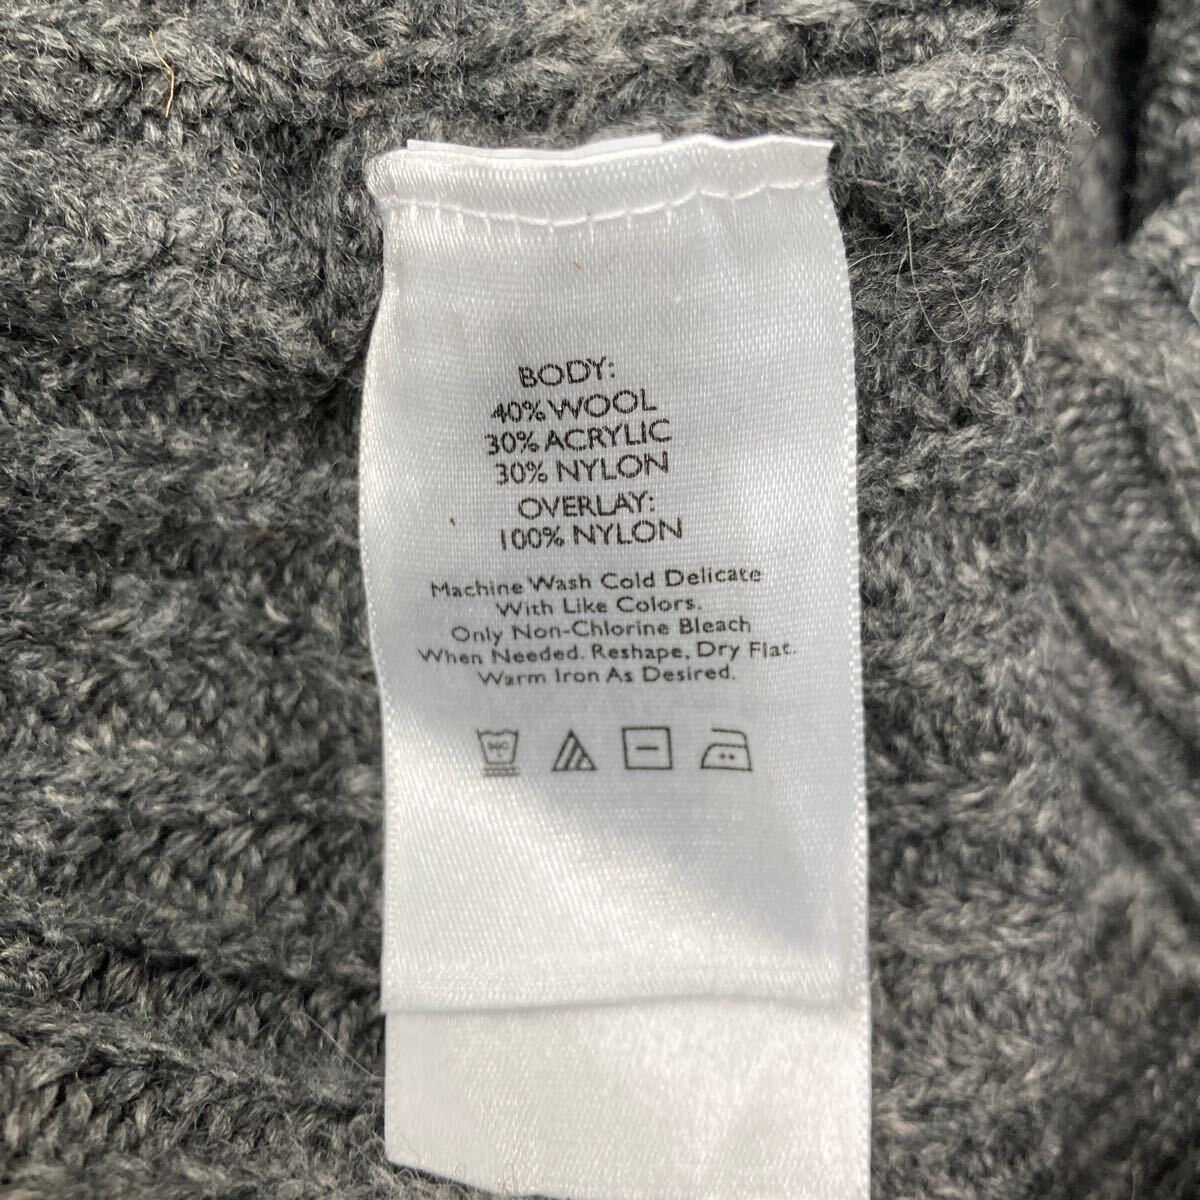 BODY:
40% WOOL
30% ACRYLIC
30% NYLON
OVERLAY:
100% NYLON
Machine Wash Cold Delicate
With Like Colors.
Only Non-Chlorine Bleach
When Needed. Reshape, Dry Flat.
Warm Iron As Desired.